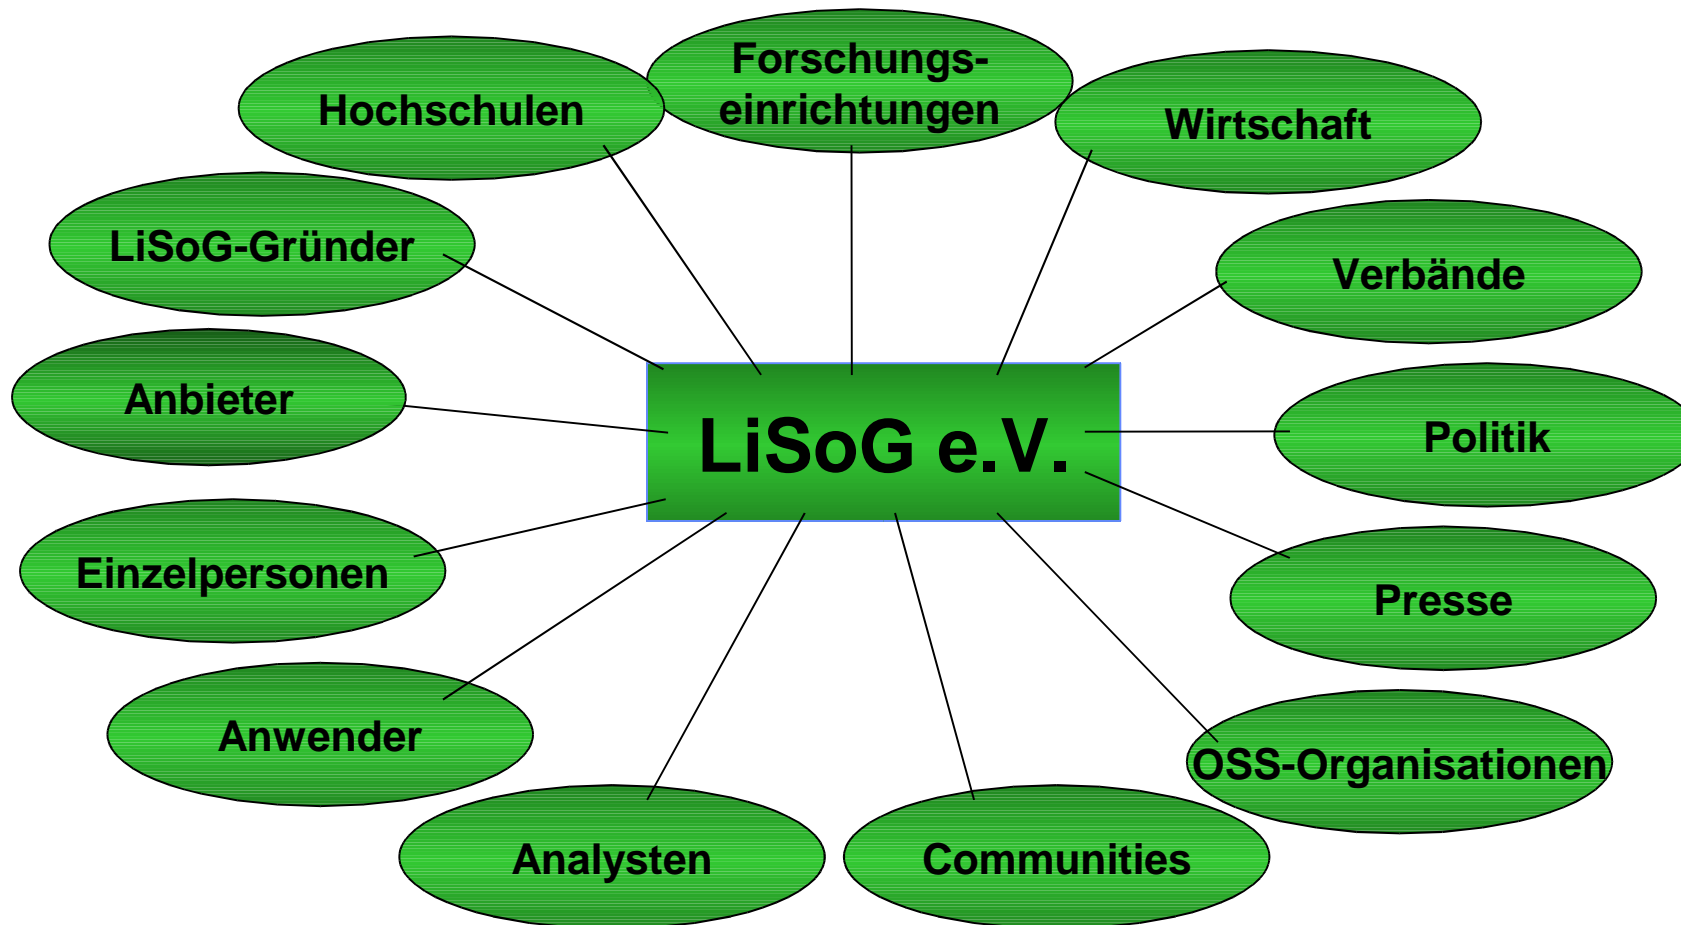 Forschungs-
einrichtungen
Hochschulen
Wirtschaft
LiSoG-Gründer
Verbände
Anbieter
LiSoG e.V.
Politik
Einzelpersonen
Presse
Anwender
OSS-Organisationen
Analysten
Communities